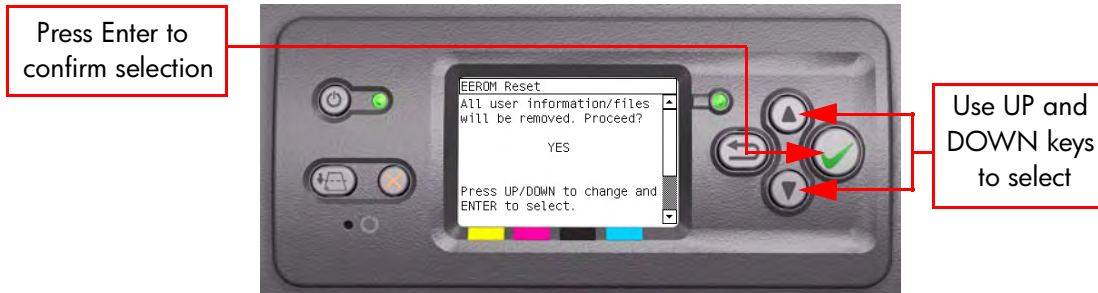 Press Enter to
confirm selection
EEROM Reset
All user information/files
will be removed. Proceed?
YES
Press UP/DOWN to change and
ENTER to select.
Use UP and
DOWN keys
to select